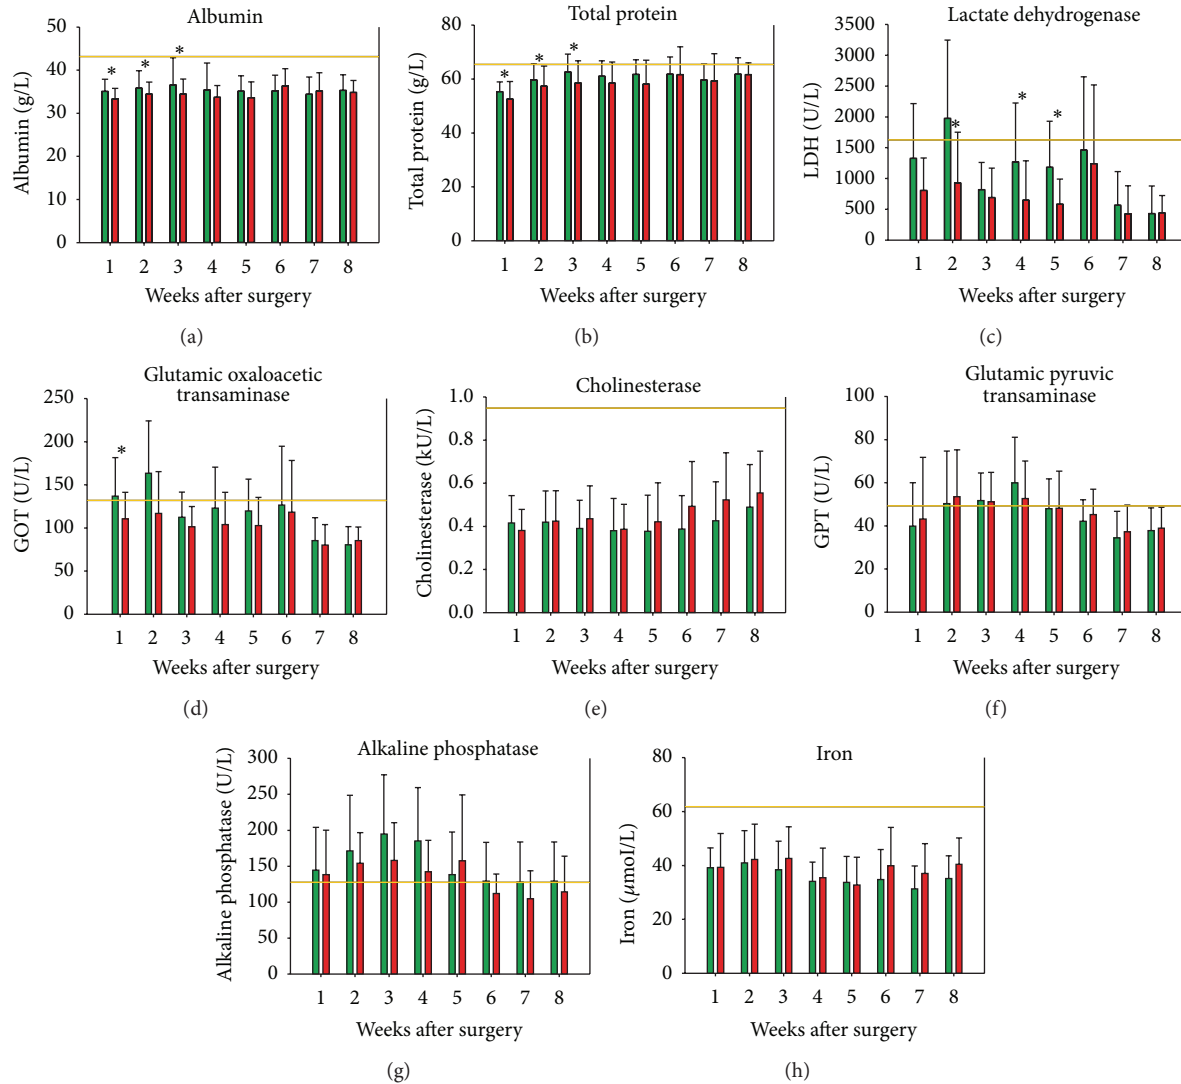 Albumin
Albumin (g/L)
50
40
30
20
10
0
* * *
1 2 3 4 5 6 7 8
Weeks after surgery
(a)
Total protein
Total protein (g/L)
80
60
40
20
0
* * *
1 2 3 4 5 6 7 8
Weeks after surgery
(b)
Lactate dehydrogenase
LDH (U/L)
3500
3000
2500
2000
1500
1000
500
0
* * *
1 2 3 4 5 6 7 8
Weeks after surgery
(c)
Glutamic oxaloacetic
transaminase
GOT (U/L)
250
200
150
100
50
0
*
1 2 3 4 5 6 7 8
Weeks after surgery
(d)
Cholinesterase
Cholinesterase (kU/L)
1.0
0.8
0.6
0.4
0.2
0.0
1 2 3 4 5 6 7 8
Weeks after surgery
(e)
Glutamic pyruvic
transaminase
GPT (U/L)
100
80
60
40
20
0
1 2 3 4 5 6 7 8
Weeks after surgery
(f)
Alkaline phosphatase
Alkaline phosphatase (U/L)
300
250
200
150
100
50
0
1 2 3 4 5 6 7 8
Weeks after surgery
(g)
Iron
Iron (μmoI/L)
80
60
40
20
0
1 2 3 4 5 6 7 8
Weeks after surgery
(h)